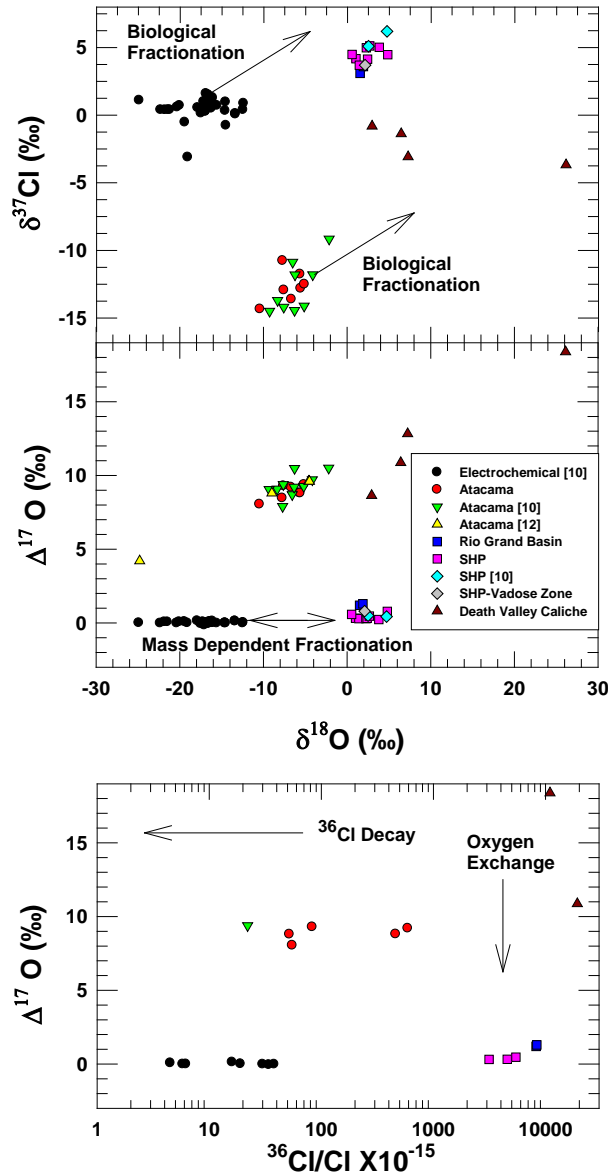 Biological
Fractionation
5
0
-5
-10
-15
δ³⁷Cl (‰)
Biological
Fractionation
15
10
5
0
Δ¹⁷ O (‰)
Electrochemical [10]
Atacama
Atacama [10]
Atacama [12]
Rio Grand Basin
SHP
SHP [10]
SHP-Vadose Zone
Death Valley Caliche
Mass Dependent Fractionation
-30 -20 -10 0 10 20 30
δ¹⁸O (‰)
³⁶Cl Decay
Oxygen
Exchange
15
10
5
0
Δ¹⁷ O (‰)
1 10 100 1000 10000
³⁶Cl/Cl X10⁻¹⁵